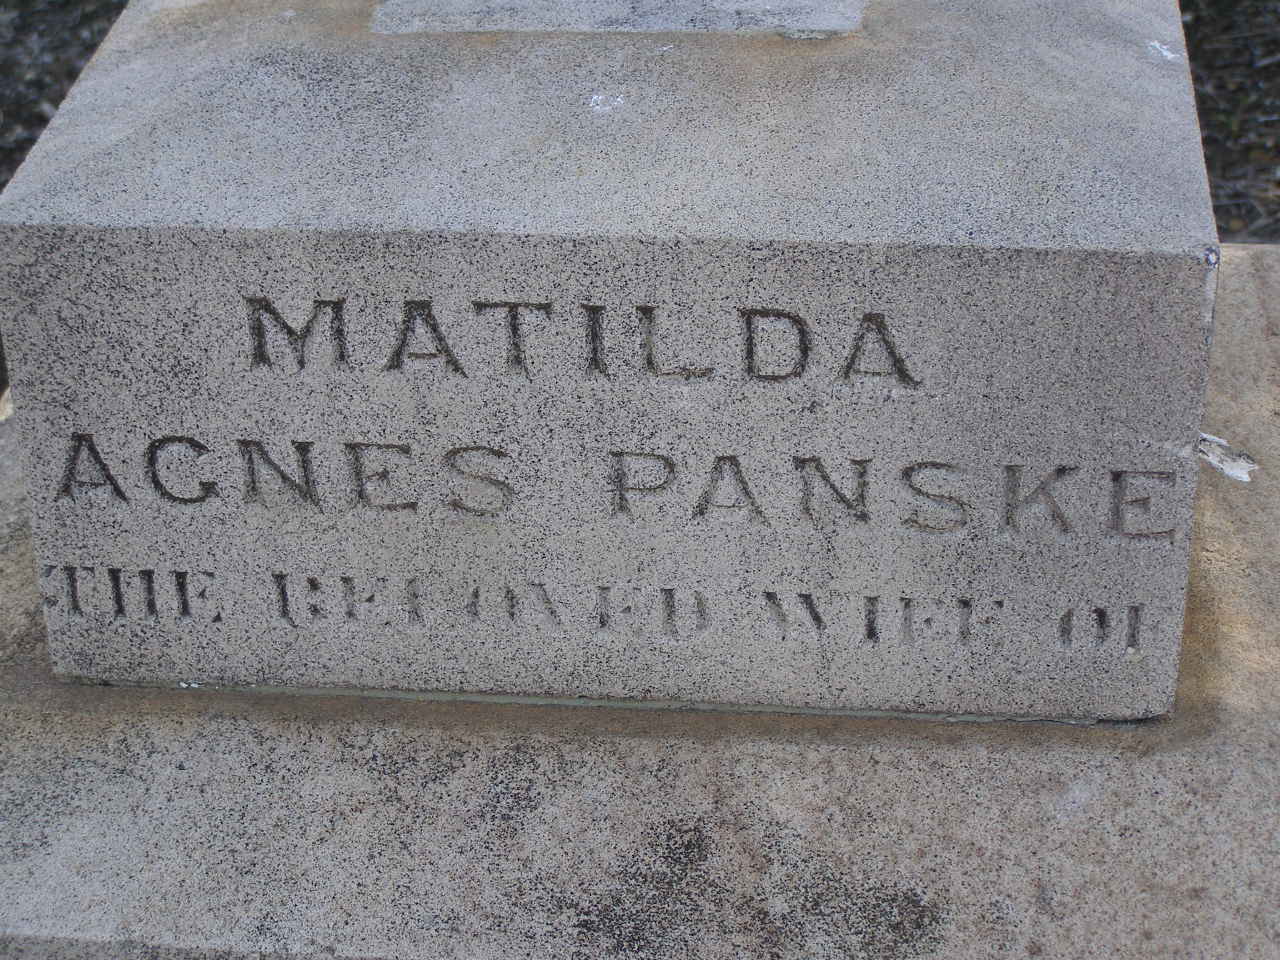 MATILDA
AGNES PANSKE
THE BELOVED WIFE OF